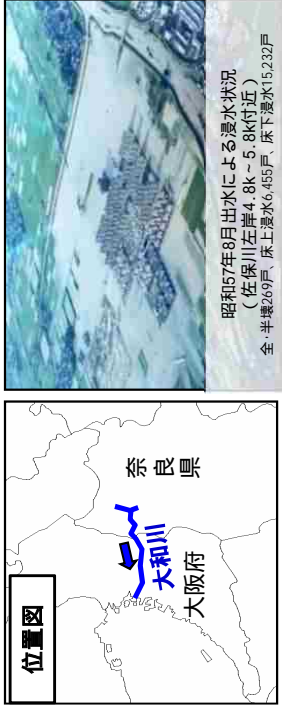 位置図
奈良県
大和川
大阪府
昭和57年8月出水による浸水状況
（佐保川左岸4.8k～5.8k付近）
全・半壊269戸、床上浸水6,455戸、床下浸水15,232戸